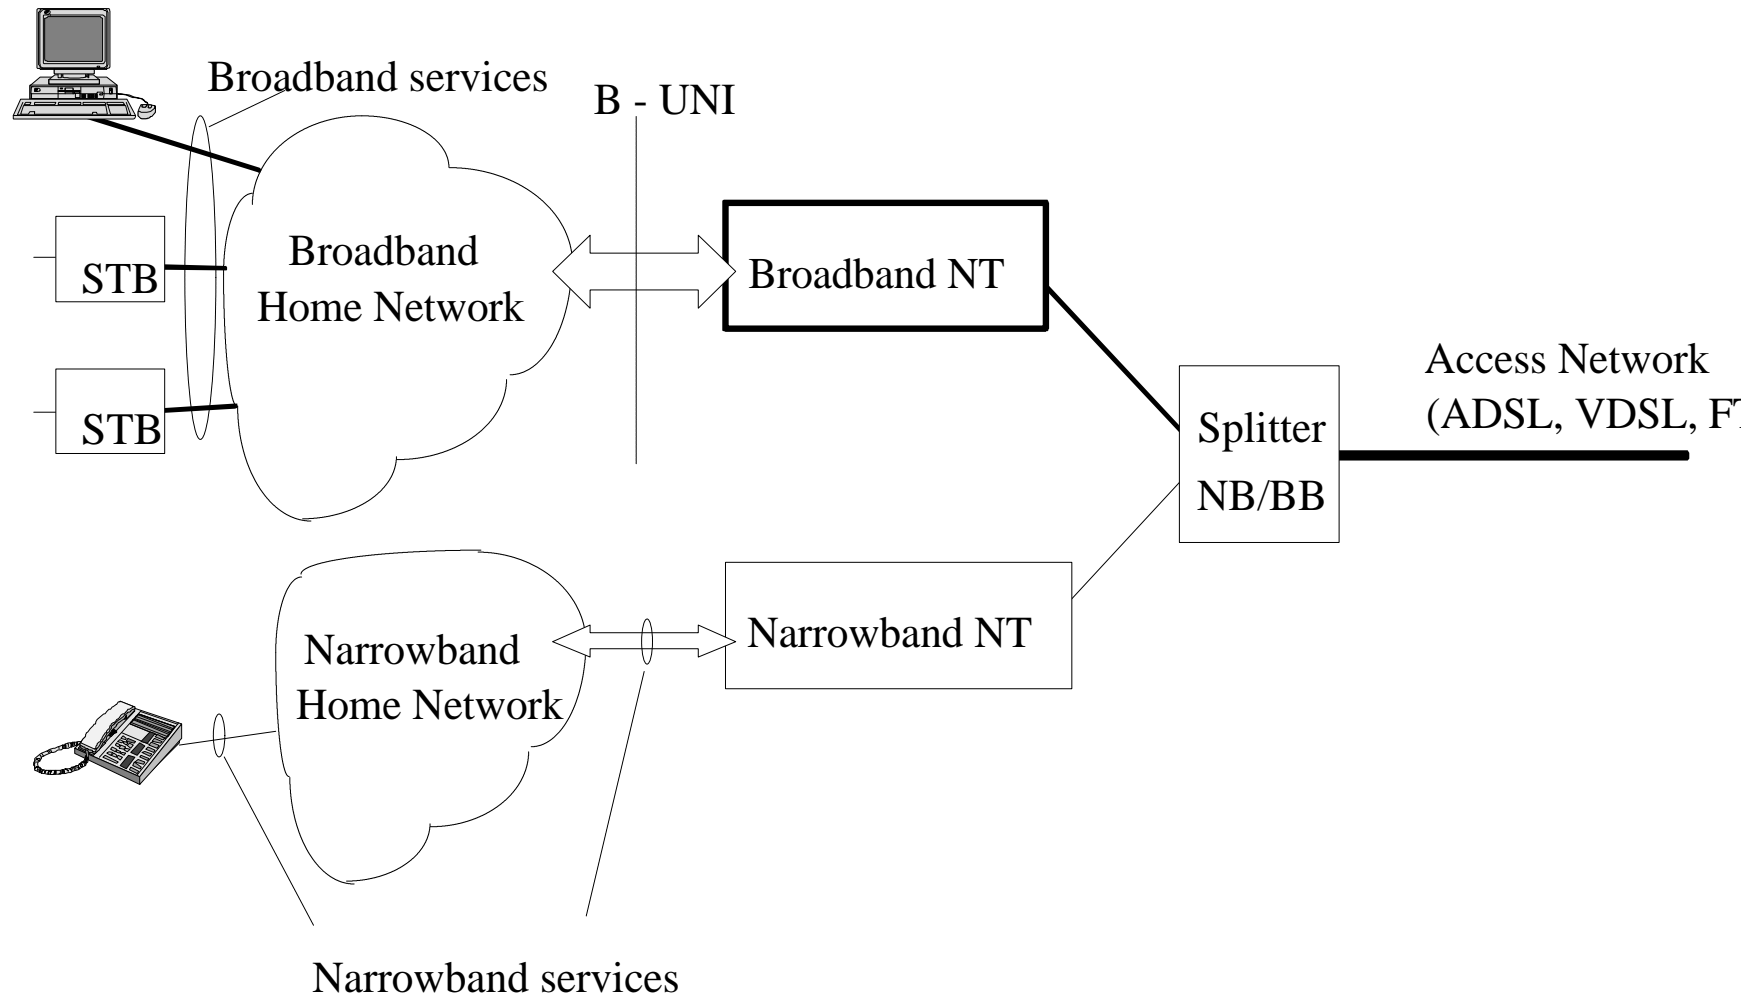 Broadband services
B - UNI
Broadband
Home Network
STB
STB
Broadband NT
Access Network
(ADSL, VDSL,
Splitter
NB/BB
Narrowband
Home Network
Narrowband NT
Narrowband services